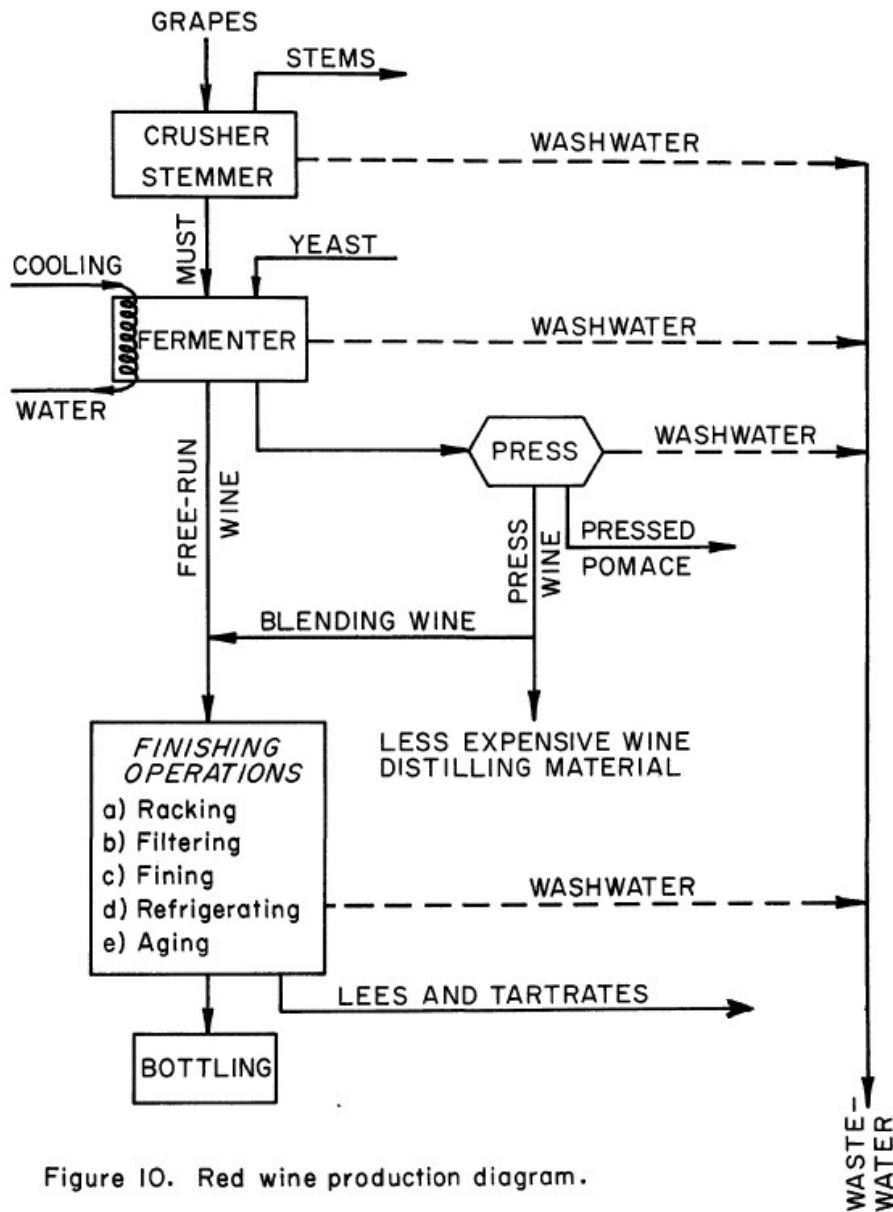 GRAPES
STEMS
CRUSHER
STEMMER
WASHWATER
MUST
YEAST
COOLING
FERMENTER
WASHWATER
WATER
FREE-RUN
WINE
PRESS
WASHWATER
PRESS
WINE
PRESSED
POMACE
BLENDING WINE
LESS EXPENSIVE WINE
DISTILLING MATERIAL
FINISHING
OPERATIONS
a) Racking
b) Filtering
c) Fining
d) Refrigerating
e) Aging
WASHWATER
LEES AND TARTRATES
BOTTLING
WASTE-
WATER
Figure 10. Red wine production diagram.